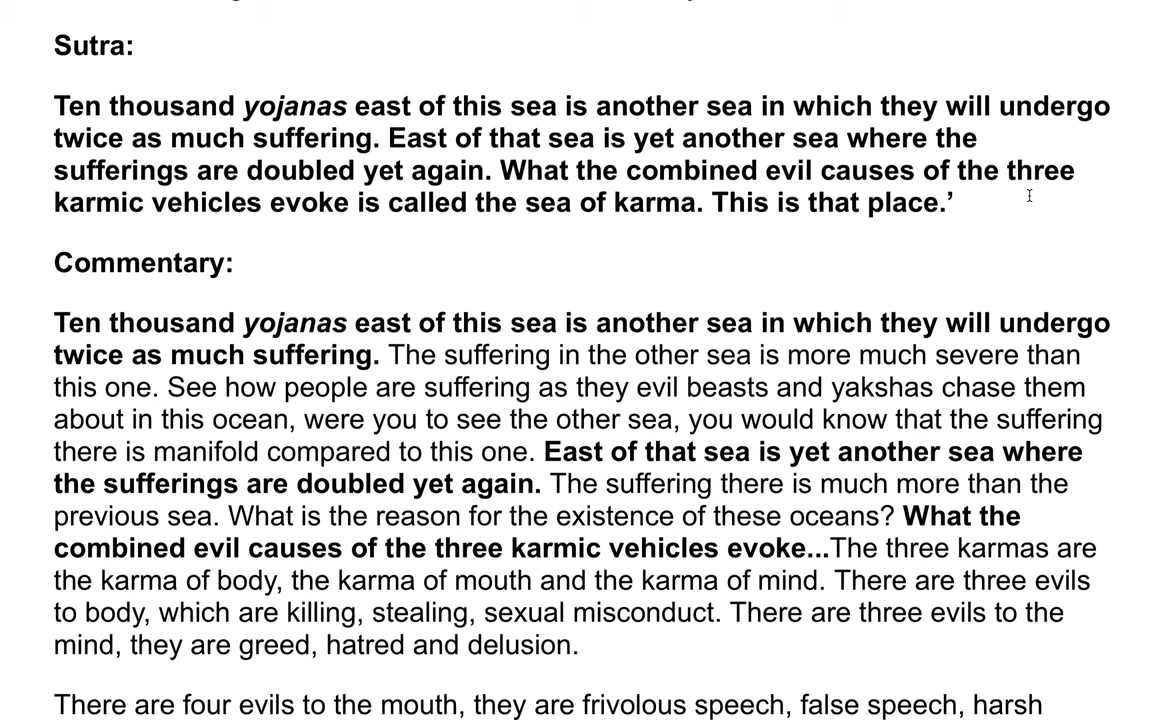 Sutra:
Ten thousand yojanas east of this sea is another sea in which they will undergo
twice as much suffering. East of that sea is yet another sea where the
sufferings are doubled yet again. What the combined evil causes of the three
karmic vehicles evoke is called the sea of karma. This is that place.’
Commentary:
Ten thousand yojanas east of this sea is another sea in which they will undergo
twice as much suffering. The suffering in the other sea is more much severe than
this one. See how people are suffering as they evil beasts and yakshas chase them
about in this ocean, were you to see the other sea, you would know that the suffering
there is manifold compared to this one. East of that sea is yet another sea where
the sufferings are doubled yet again. The suffering there is much more than the
previous sea. What is the reason for the existence of these oceans? What the
combined evil causes of the three karmic vehicles evoke...The three karmas are
the karma of body, the karma of mouth and the karma of mind. There are three evils
to body, which are killing, stealing, sexual misconduct. There are three evils to the
mind, they are greed, hatred and delusion.
There are four evils to the mouth, they are frivolous speech, false speech, harsh